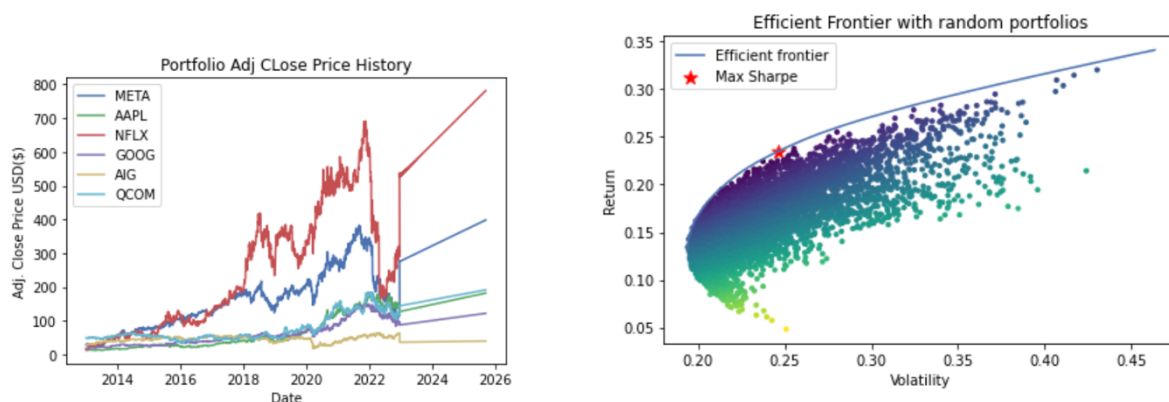 Portfolio Adj CLose Price History
Adj. Close Price USD($)
800
700
600
500
400
300
200
100
0
META
AAPL
NFLX
GOOG
AIG
QCOM
2014 2016 2018 2020 2022 2024 2026
Date
Efficient Frontier with random portfolios
Return
0.35
0.30
0.25
0.20
0.15
0.10
0.05
Efficient frontier
Max Sharpe
0.20 0.25 0.30 0.35 0.40 0.45
Volatility